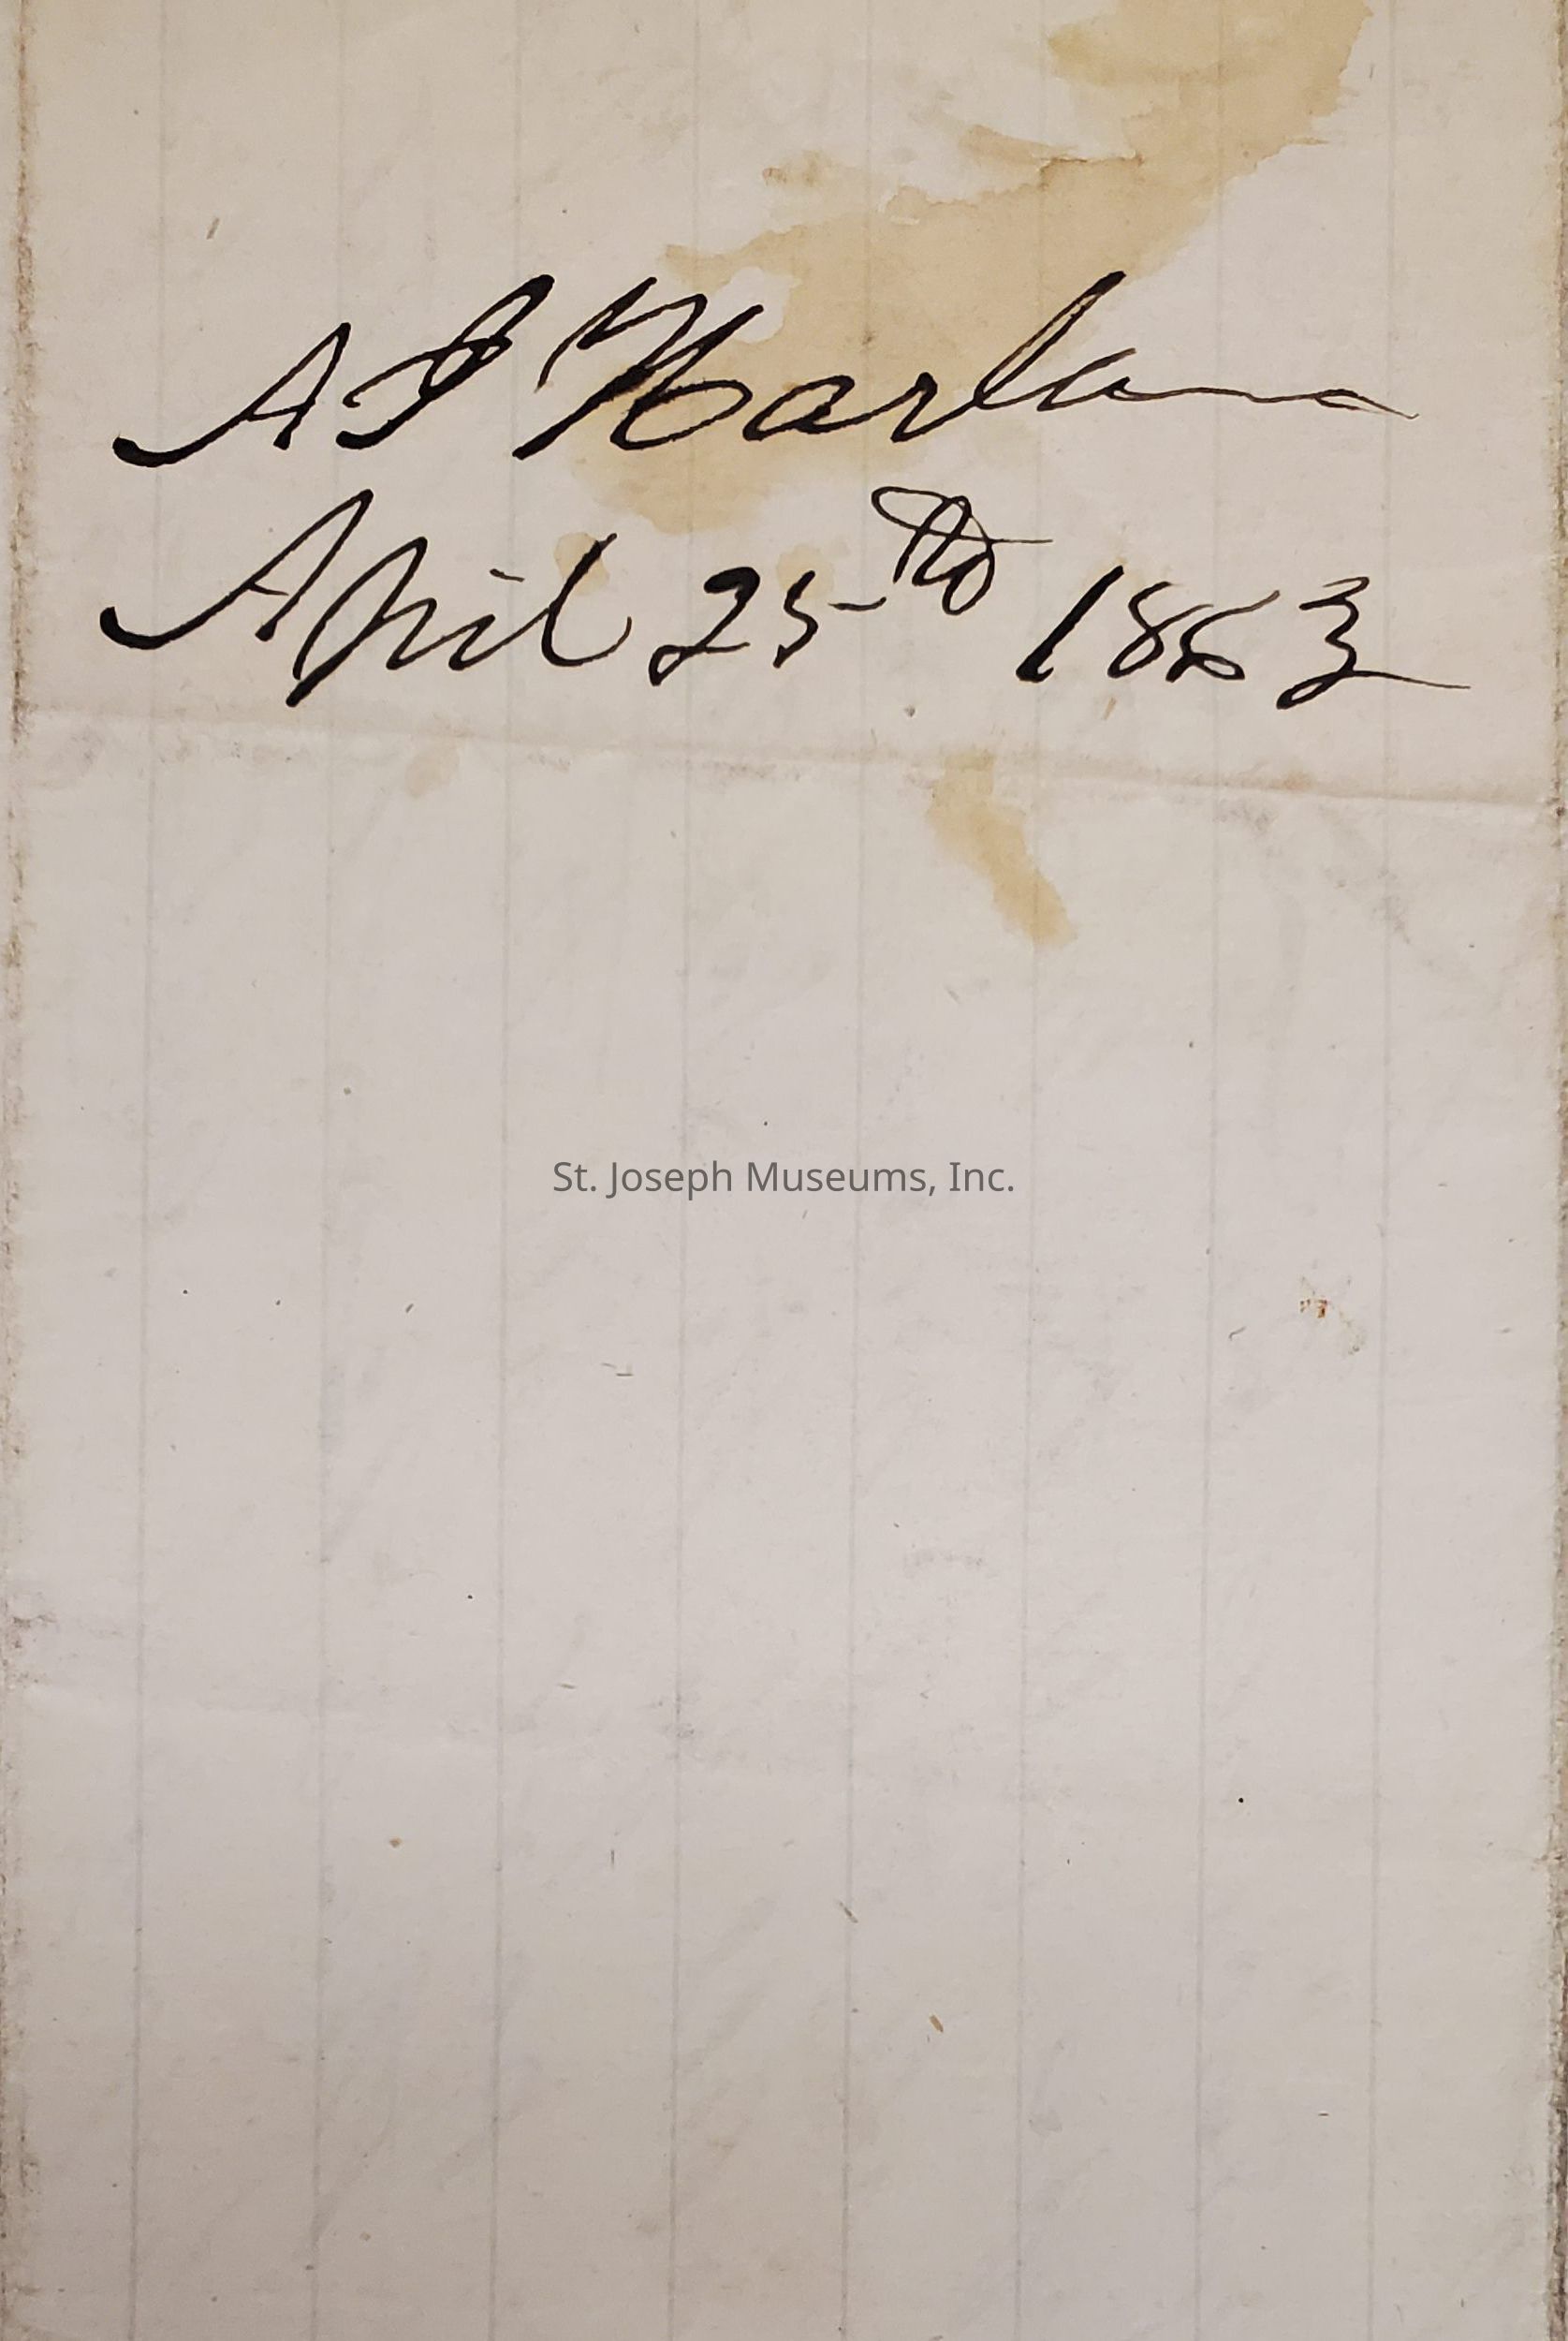 A S Harlan
April 25th 1863
St. Joseph Museums, Inc.